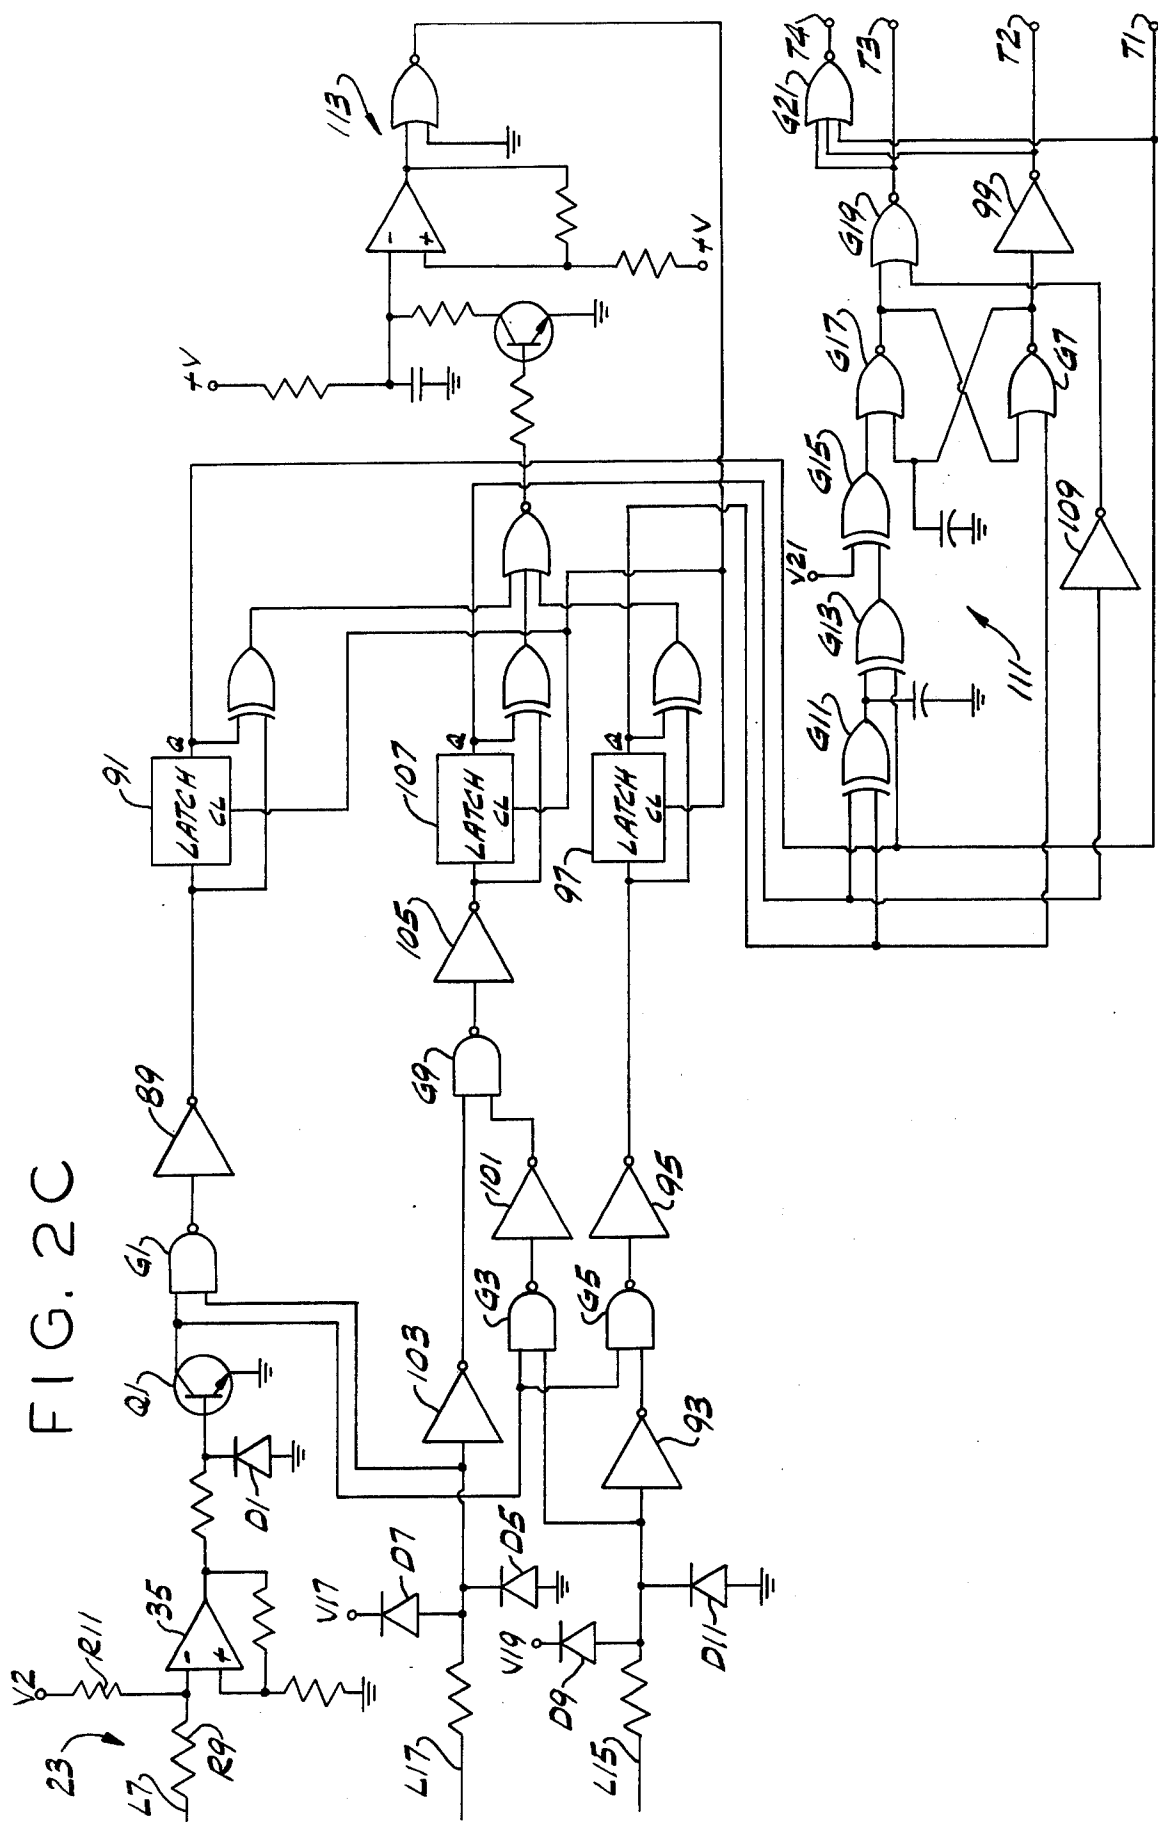 FIG. 2C
23
L7
R9
V2
R11
35
-
+
D1
Q1
G1
89
91
LATCH
CL
Q
+V
113
-
+
+V
L17
V17
D7
D5
103
G9
105
107
LATCH
CL
Q
G3
101
L15
V19
D9
D11
93
G5
95
97
LATCH
CL
Q
G11
G13
V21
G15
G17
G19
G21
T4
T3
111
109
G7
99
T2
T1